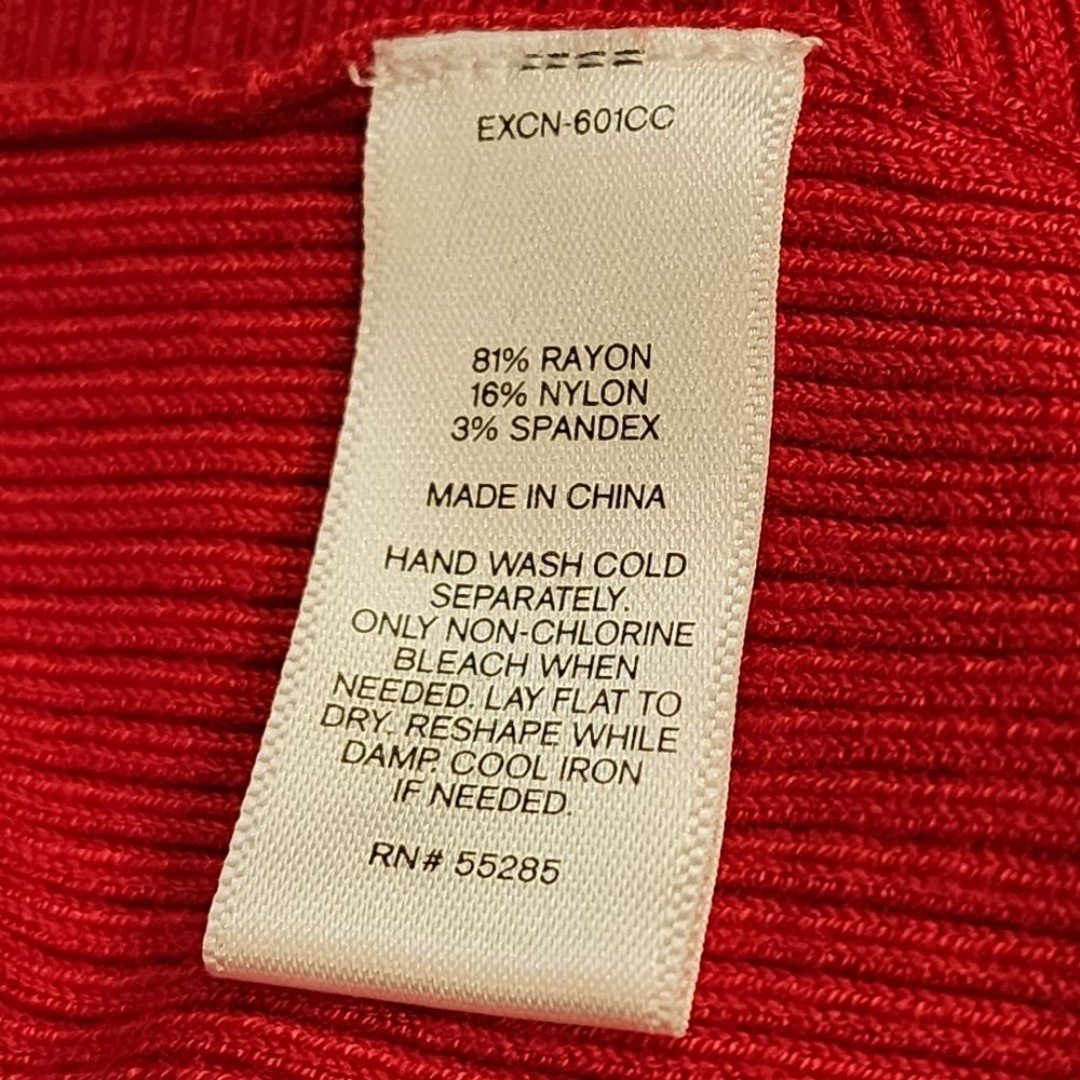 EXCN-601CC
81% RAYON
16% NYLON
3% SPANDEX
MADE IN CHINA
HAND WASH COLD
SEPARATELY.
ONLY NON-CHLORINE
BLEACH WHEN
NEEDED. LAY FLAT TO
DRY. RESHAPE WHILE
DAMP. COOL IRON
IF NEEDED.
RN# 55285